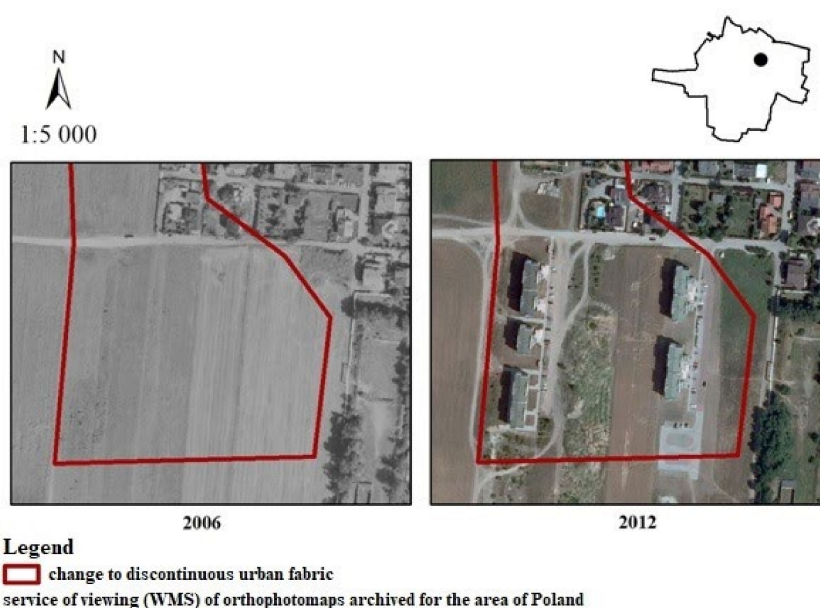 N
1:5 000
2006
2012
Legend
change to discontinuous urban fabric
service of viewing (WMS) of orthophotomaps archived for the area of Poland